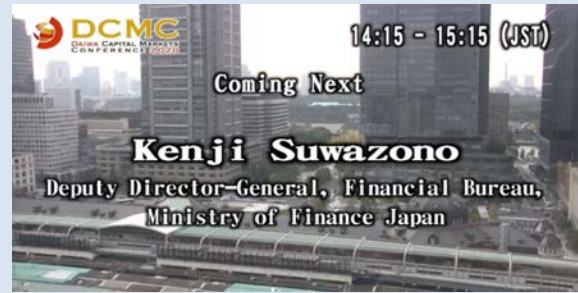 DCMC
DAIWA CAPITAL MARKETS
CONFERENCE 2020
14:15 - 15:15 (JST)
Coming Next
Kenji Suwazono
Deputy Director-General, Financial Bureau,
Ministry of Finance Japan